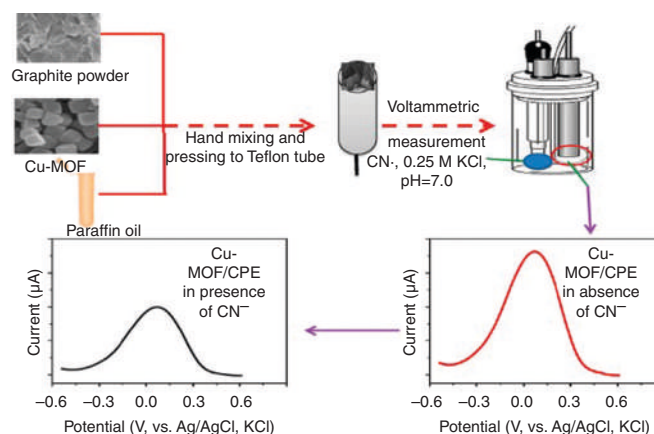 Graphite powder
Cu-MOF
Paraffin oil
Hand mixing and
pressing to Teflon tube
Voltammetric
measurement
CN·, 0.25 M KCl,
pH=7.0
Current (µA)
Cu-
MOF/CPE
in presence
of CN⁻
–0.6 –0.3 0.0 0.3 0.6
Potential (V, vs. Ag/AgCl, KCl)
Current (µA)
Cu-
MOF/CPE
in absence
of CN⁻
–0.6 –0.3 0.0 0.3 0.6
Potential (V, vs. Ag/AgCl, KCl)